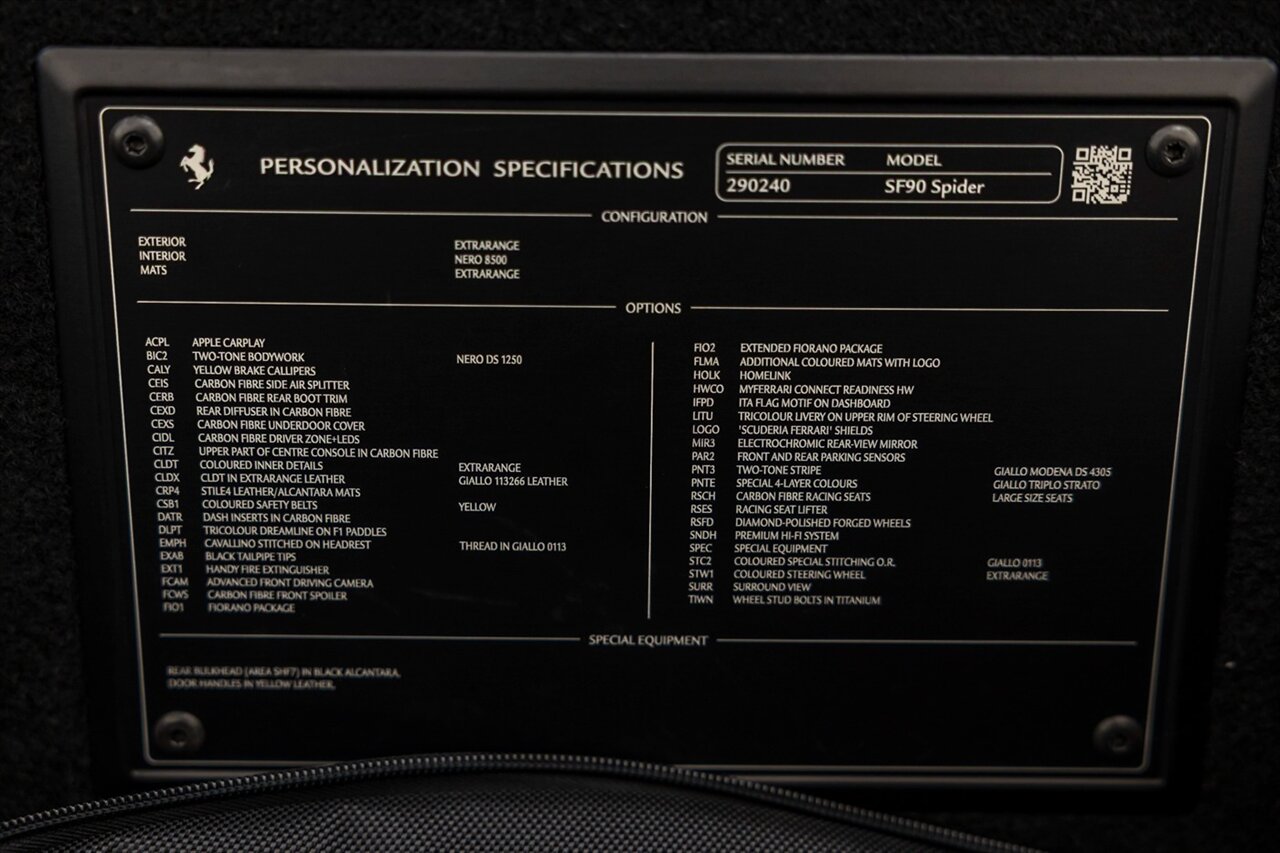 PERSONALIZATION SPECIFICATIONS
SERIAL NUMBER MODEL
290240 SF90 Spider
CONFIGURATION
EXTERIOR EXTRARANGE
INTERIOR NERO 8500
MATS EXTRARANGE
OPTIONS
ACPL APPLE CARPLAY
BIC2 TWO-TONE BODYWORK NERO DS 1250
CALY YELLOW BRAKE CALLIPERS
CEIS CARBON FIBRE SIDE AIR SPLITTER
CERB CARBON FIBRE REAR BOOT TRIM
CEXD REAR DIFFUSER IN CARBON FIBRE
CEXS CARBON FIBRE UNDERDOOR COVER
CIDL CARBON FIBRE DRIVER ZONE+LEDS
CITZ UPPER PART OF CENTRE CONSOLE IN CARBON FIBRE
CLDT COLOURED INNER DETAILS EXTRARANGE
CLDX CLDT IN EXTRARANGE LEATHER GIALLO 113266 LEATHER
CRP4 STILE4 LEATHER/ALCANTARA MATS
CSB1 COLOURED SAFETY BELTS YELLOW
DATR DASH INSERTS IN CARBON FIBRE
DLPT TRICOLOUR DREAMLINE ON F1 PADDLES
EMPH CAVALLINO STITCHED ON HEADREST THREAD IN GIALLO 0113
EXAB BLACK TAILPIPE TIPS
EXT1 HANDY FIRE EXTINGUISHER
FCAM ADVANCED FRONT DRIVING CAMERA
FCWS CARBON FIBRE FRONT SPOILER
FIO1 FIORANO PACKAGE
FIO2 EXTENDED FIORANO PACKAGE
FLMA ADDITIONAL COLOURED MATS WITH LOGO
HOLK HOMELINK
HWCO MYFERRARI CONNECT READINESS HW
IFPD ITA FLAG MOTIF ON DASHBOARD
LITU TRICOLOUR LIVERY ON UPPER RIM OF STEERING WHEEL
LOGO 'SCUDERIA FERRARI' SHIELDS
MIR3 ELECTROCHROMIC REAR-VIEW MIRROR
PAR2 FRONT AND REAR PARKING SENSORS
PNT3 TWO-TONE STRIPE GIALLO MODENA DS 4305
PNTE SPECIAL 4-LAYER COLOURS GIALLO TRIPLO STRATO
RSCH CARBON FIBRE RACING SEATS LARGE SIZE SEATS
RSES RACING SEAT LIFTER
RSFD DIAMOND-POLISHED FORGED WHEELS
SNDH PREMIUM HI-FI SYSTEM
SPEC SPECIAL EQUIPMENT
STC2 COLOURED SPECIAL STITCHING O.R. GIALLO 0113
STW1 COLOURED STEERING WHEEL EXTRARANGE
SURR SURROUND VIEW
TIWN WHEEL STUD BOLTS IN TITANIUM
SPECIAL EQUIPMENT
REAR BULKHEAD (AREA SHF7) IN BLACK ALCANTARA,
DOOR HANDLES IN YELLOW LEATHER,